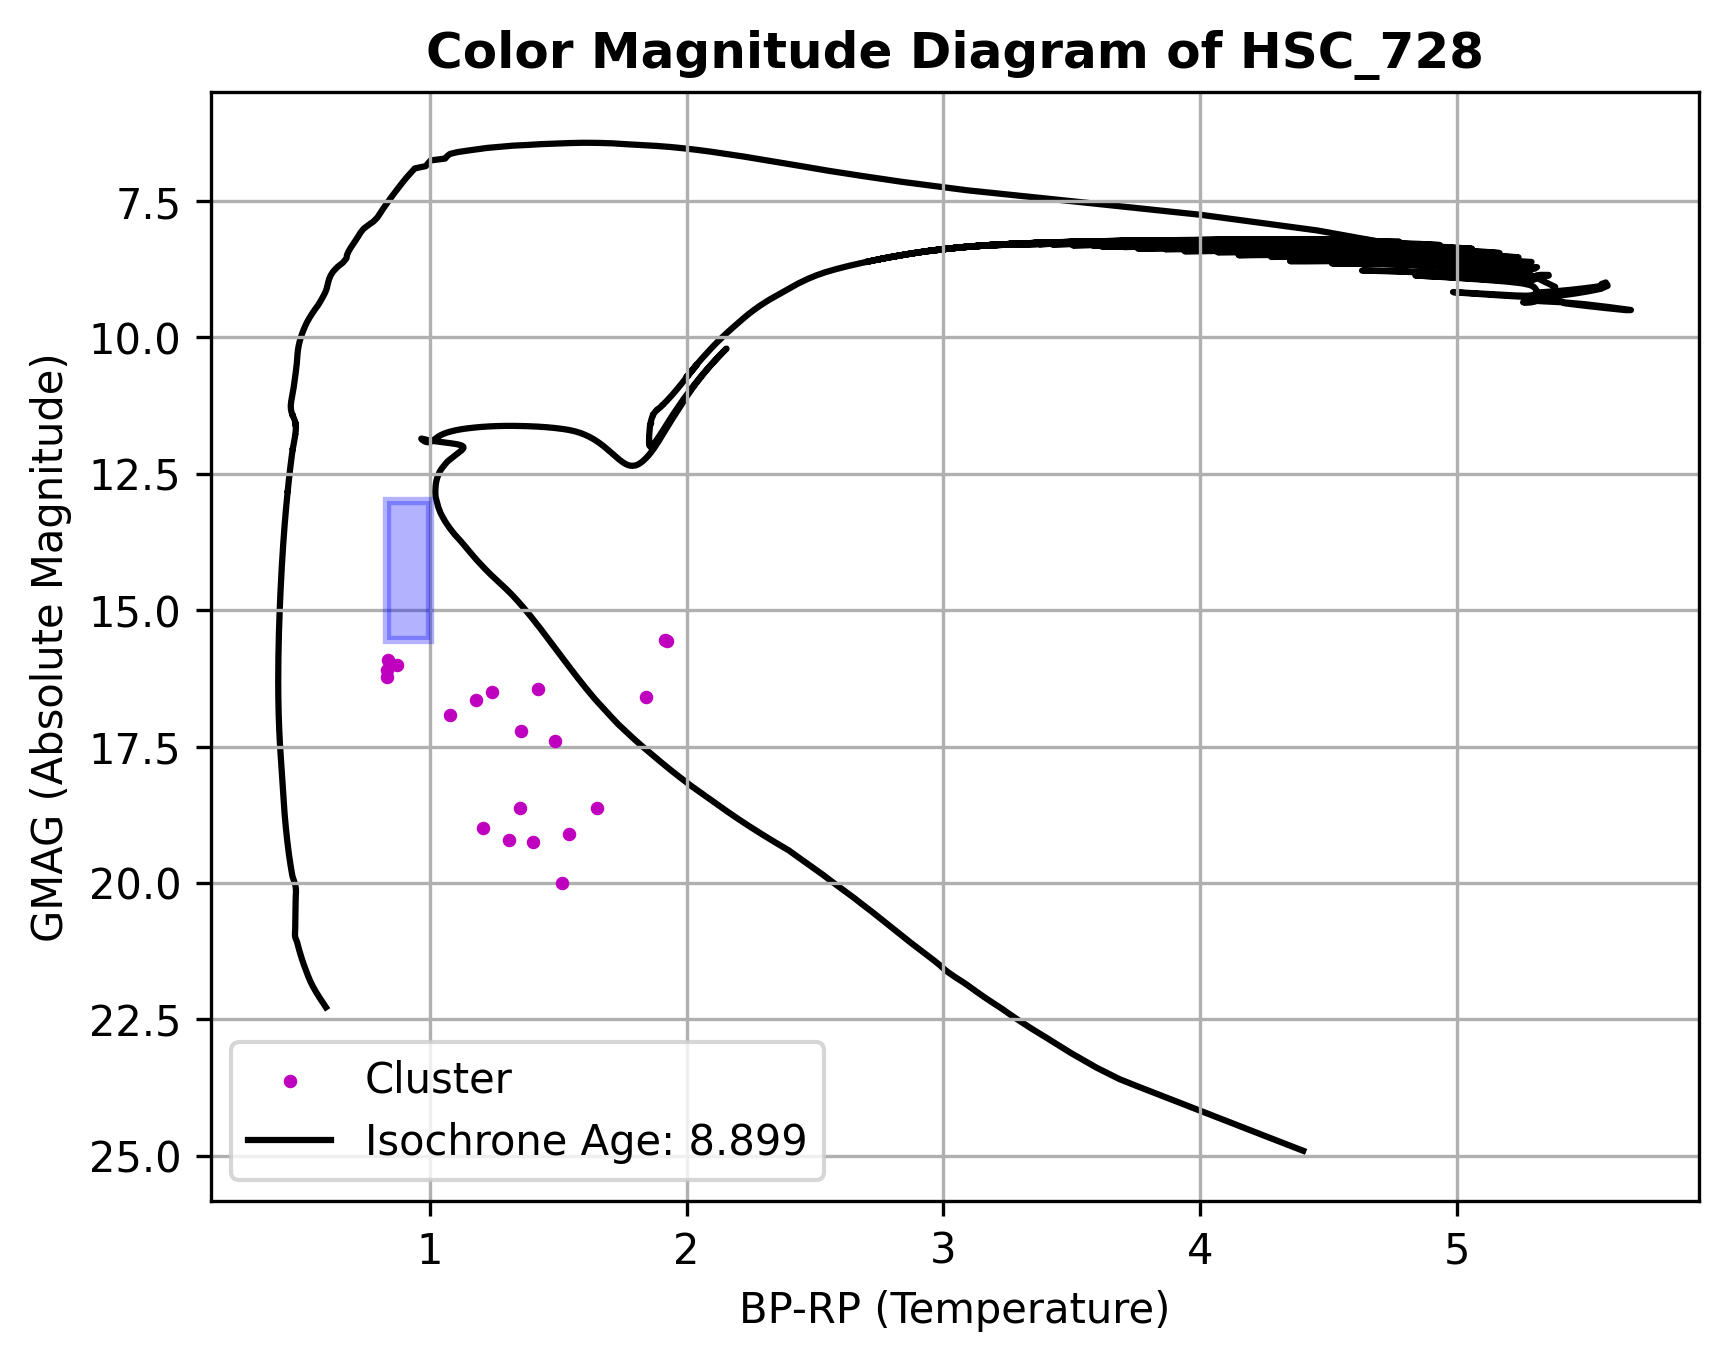 Color Magnitude Diagram of HSC_728
GMAG (Absolute Magnitude)
7.5
10.0
12.5
15.0
17.5
20.0
22.5
25.0
Cluster
Isochrone Age: 8.899
1 2 3 4 5
BP-RP (Temperature)